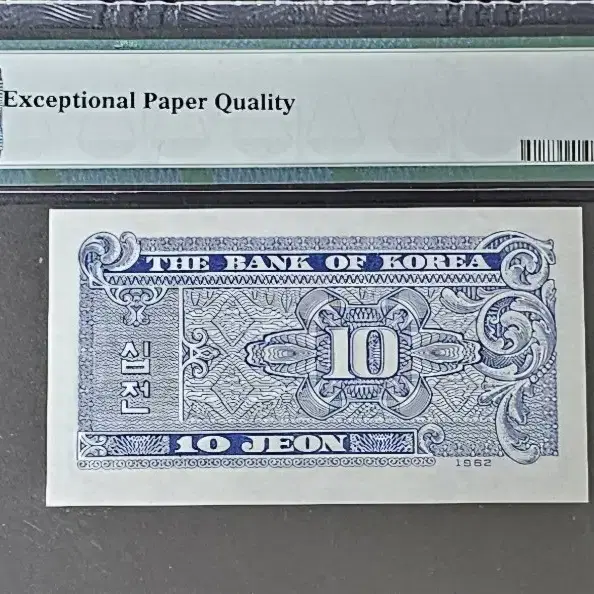 Exceptional Paper Quality
THE BANK OF KOREA
십전
10
10 JEON
1962